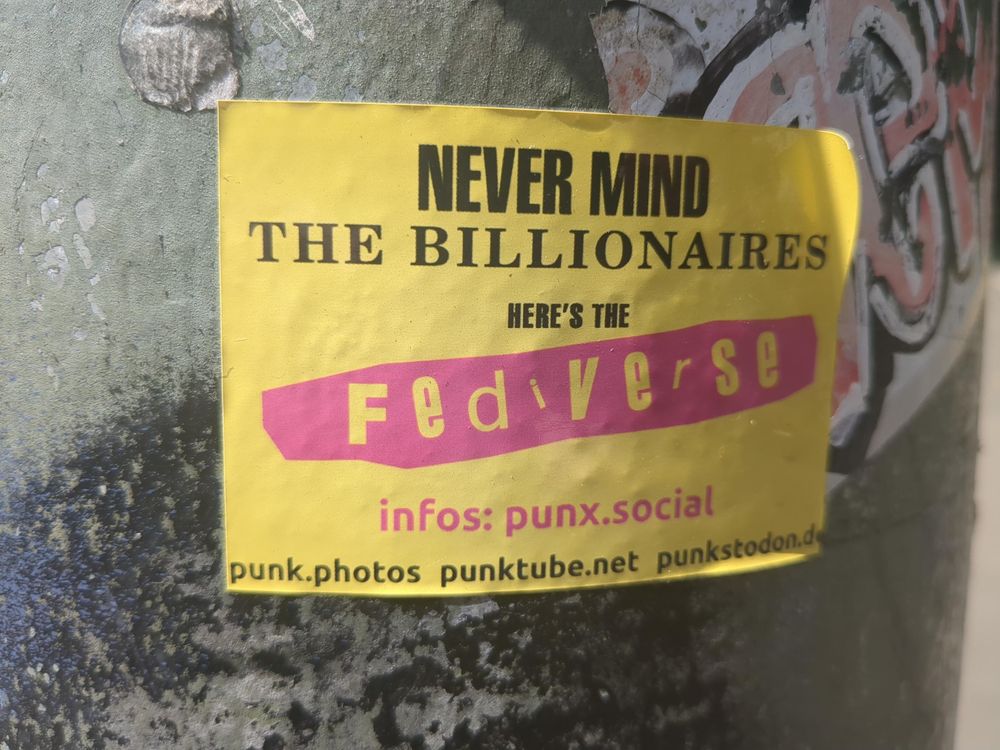 NEVER MIND
THE BILLIONAIRES
HERE'S THE
FediVerse
infos: punx.social
punk.photos punktube.net punkstodon.de